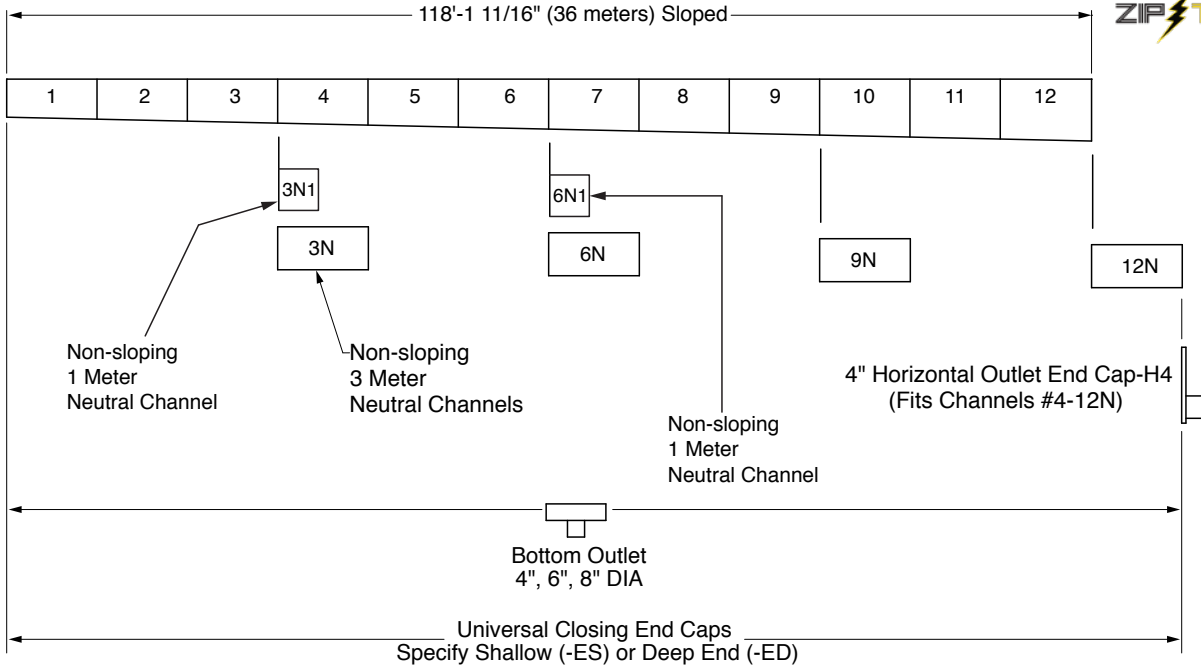 118'-1 11/16" (36 meters) Sloped
ZIP
1 2 3 4 5 6 7 8 9 10 11 12
3N1
6N1
3N
6N
9N
12N
Non-sloping
1 Meter
Neutral Channel
Non-sloping
3 Meter
Neutral Channels
4" Horizontal Outlet End Cap-H4
(Fits Channels #4-12N)
Non-sloping
1 Meter
Neutral Channel
Bottom Outlet
4", 6", 8" DIA
Universal Closing End Caps
Specify Shallow (-ES) or Deep End (-ED)